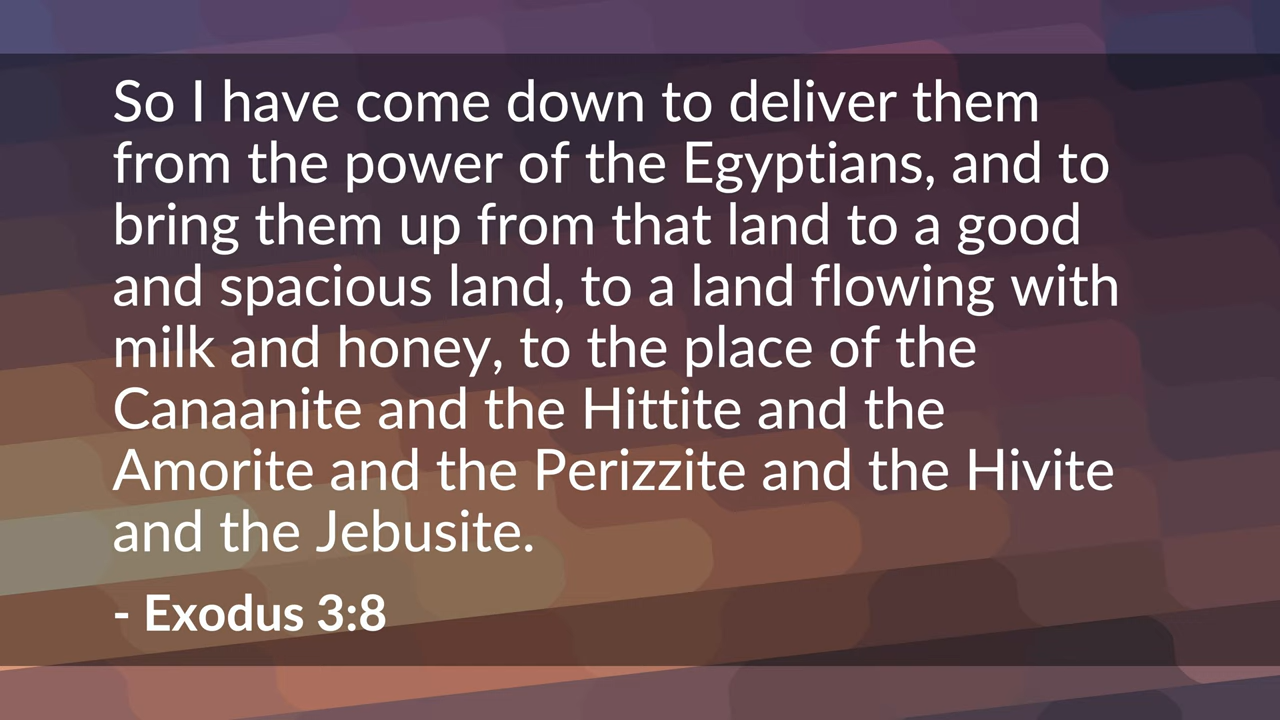 So I have come down to deliver them
from the power of the Egyptians, and to
bring them up from that land to a good
and spacious land, to a land flowing with
milk and honey, to the place of the
Canaanite and the Hittite and the
Amorite and the Perizzite and the Hivite
and the Jebusite.
- Exodus 3:8